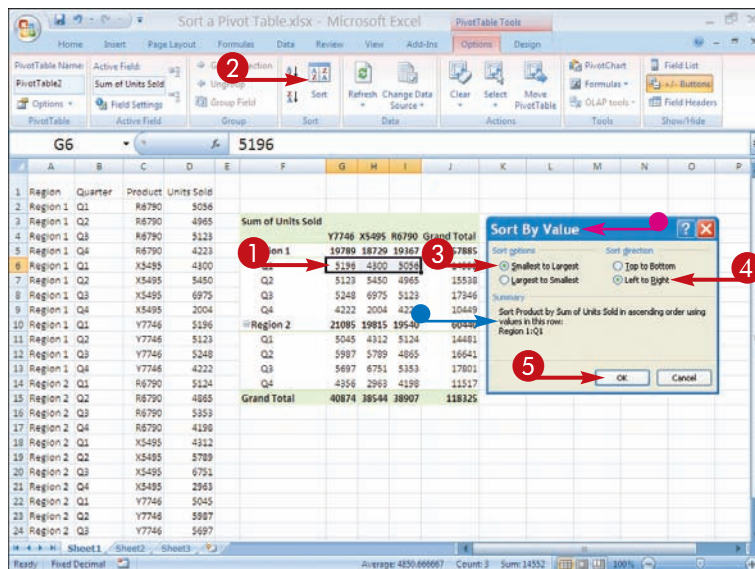 Sort a Pivot Table.xlsx - Microsoft Excel
PivotTable Tools
Home Insert Page Layout Formulas Data Review View Add-Ins Options Design
PivotTable Name: Active Field: Group Selection PivotChart Field List
PivotTable2 Sum of Units Sold Ungroup Sort Refresh Change Data Source Clear Select Move PivotTable Formulas +/- Buttons
Options Field Settings Group Field OLAP tools Field Headers
PivotTable Active Field Group Sort Data Actions Tools Show/Hide
2
G6 fx 5196
A B C D E F G H I J K L M N O P
1 Region Quarter Product Units Sold
2 Region 1 Q1 R6790 5056
3 Region 1 Q2 R6790 4965 Sum of Units Sold
4 Region 1 Q3 R6790 5123 Y7746 X5495 R6790 Grand Total
5 Region 1 Q4 R6790 4223 19789 18729 19367 57885
6 Region 1 Q1 X5495 4300 5196 4300 5056
7 Region 1 Q2 X5495 5450 Q2 5123 5450 4965 15538
8 Region 1 Q3 X5495 6975 Q3 5248 6975 5123 17346
9 Region 1 Q4 X5495 2004 Q4 4222 2004 10449
10 Region 1 Q1 Y7746 5196 Region 2 21085 19815 19540 60440
11 Region 1 Q2 Y7746 5123 Q1 5045 4312 5124 14481
12 Region 1 Q3 Y7746 5248 Q2 5987 5789 4865 16641
13 Region 1 Q4 Y7746 4222 Q3 5697 6751 5353 17801
14 Region 2 Q1 R6790 5124 Q4 4356 2963 4198 11517
15 Region 2 Q2 R6790 4865 Grand Total 40874 38544 38907 118325
16 Region 2 Q3 R6790 5353
17 Region 2 Q4 R6790 4198
18 Region 2 Q1 X5495 4312
19 Region 2 Q2 X5495 5789
20 Region 2 Q3 X5495 6751
21 Region 2 Q4 X5495 2963
22 Region 2 Q1 Y7746 5045
23 Region 2 Q2 Y7746 5987
24 Region 2 Q3 Y7746 5697
1
3
4
5
Sort By Value
Sort options Sort direction
Smallest to Largest Top to Bottom
Largest to Smallest Left to Right
Summary
Sort Product by Sum of Units Sold in ascending order using
values in this row:
Region 1:Q1
OK Cancel
Sheet1 Sheet2 Sheet3
Ready Fixed Decimal Average: 4850.666667 Count: 3 Sum: 14552 100%